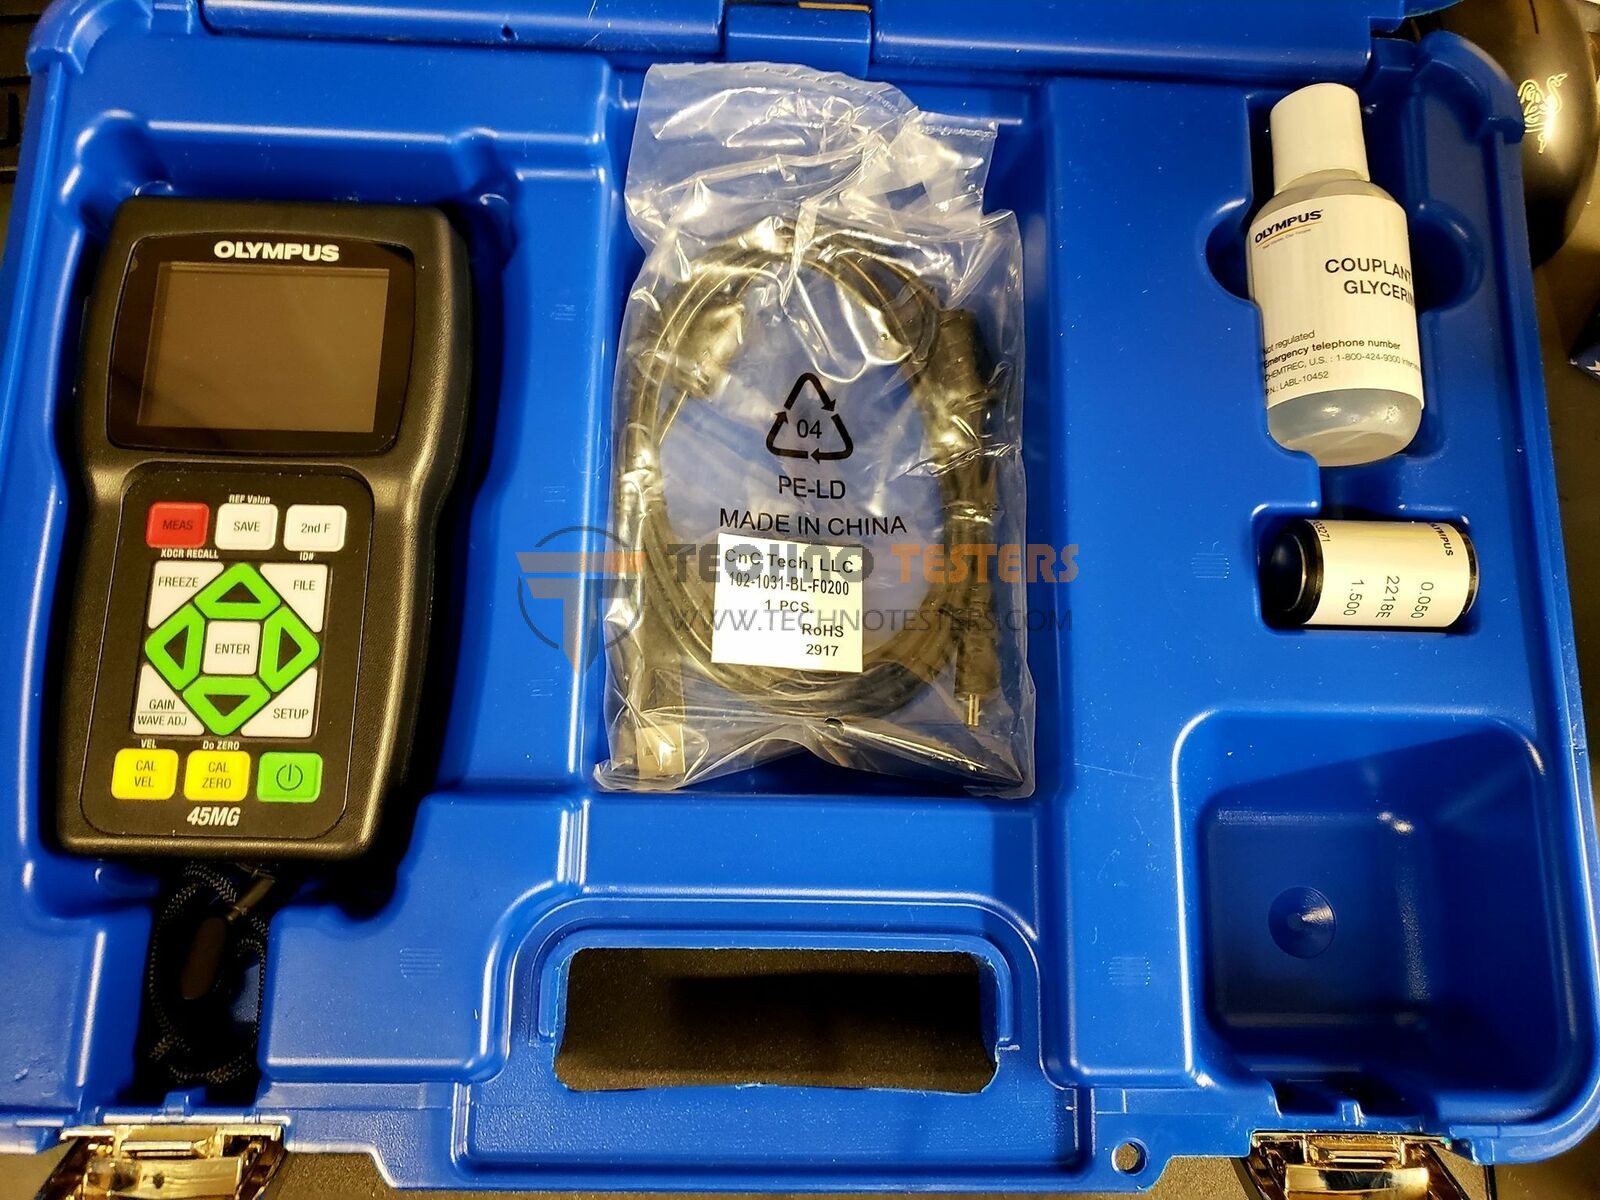 OLYMPUS
REF Value
MEAS
SAVE
2nd F
XDCR RECALL
ID#
FREEZE
FILE
ENTER
GAIN
WAVE ADJ
SETUP
VEL
Do ZERO
CAL
VEL
CAL
ZERO
45MG
04
PE-LD
MADE IN CHINA
CnC Tech, LLC
102-1031-BL-F0200
1 PCS.
RoHS
2917
TECHNO TESTERS
WWW.TECHNOTESTERS.COM
OLYMPUS
COUPLANT
GLYCERIN
Not regulated
Emergency telephone number
CHEMTREC, U.S. : 1-800-424-9300
P.N.: LABL-10452
OLYMPUS
0.050
2218E
1.500